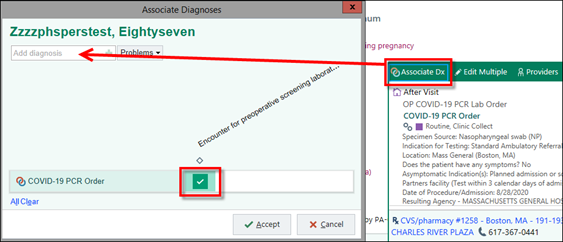 Associate Diagnoses
x
Zzzzphsperstest, Eightyseven
Add diagnosis
Problems
Encounter for preoperative screening laborat...
COVID-19 PCR Order
All Clear
Accept
Cancel
um
ing pregnancy
Associate Dx
Edit Multiple
Providers
After Visit
OP COVID-19 PCR Lab Order
COVID-19 PCR Order
Routine, Clinic Collect
Specimen Source: Nasopharyngeal swab (NP)
Indication for Testing: Standard Ambulatory Referral
Location: Mass General (Boston, MA)
Does the patient have any symptoms? No
Asymptomatic Indication(s): Planned admission or sa
Partners facility (Test within 3 calendar days of admi
Date of Procedure/Admission: 8/28/2020
Resulting Agency - MASSACHUSETTS GENERAL HOS
by PA-
CVS/pharmacy #1258 - Boston, MA - 191-193
CHARLES RIVER PLAZA 617-367-0441